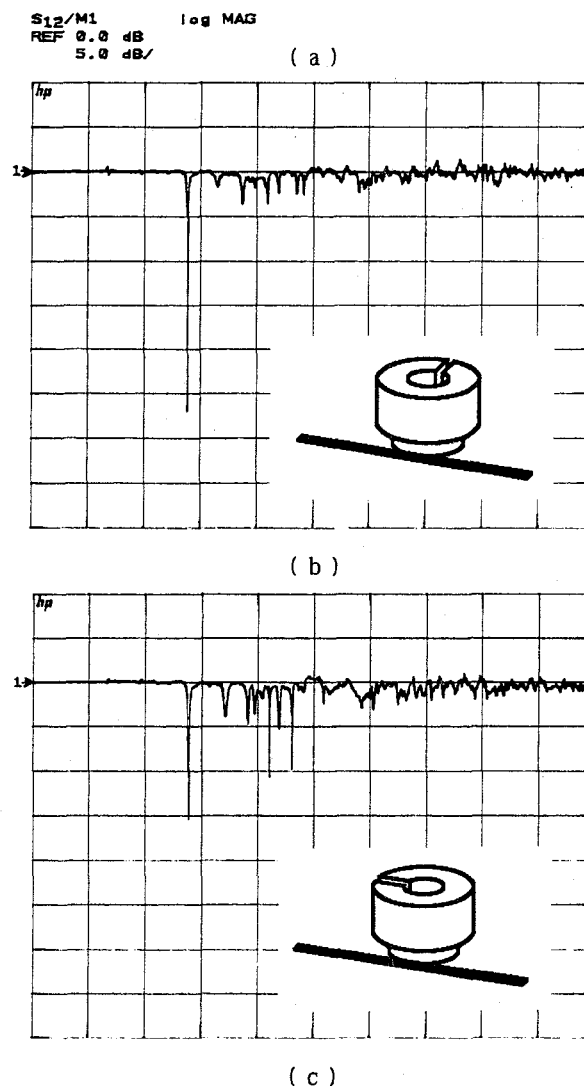 S12/M1 log MAG
REF 0.0 dB
5.0 dB/
( a )
hp
1
( b )
hp
1
( c )